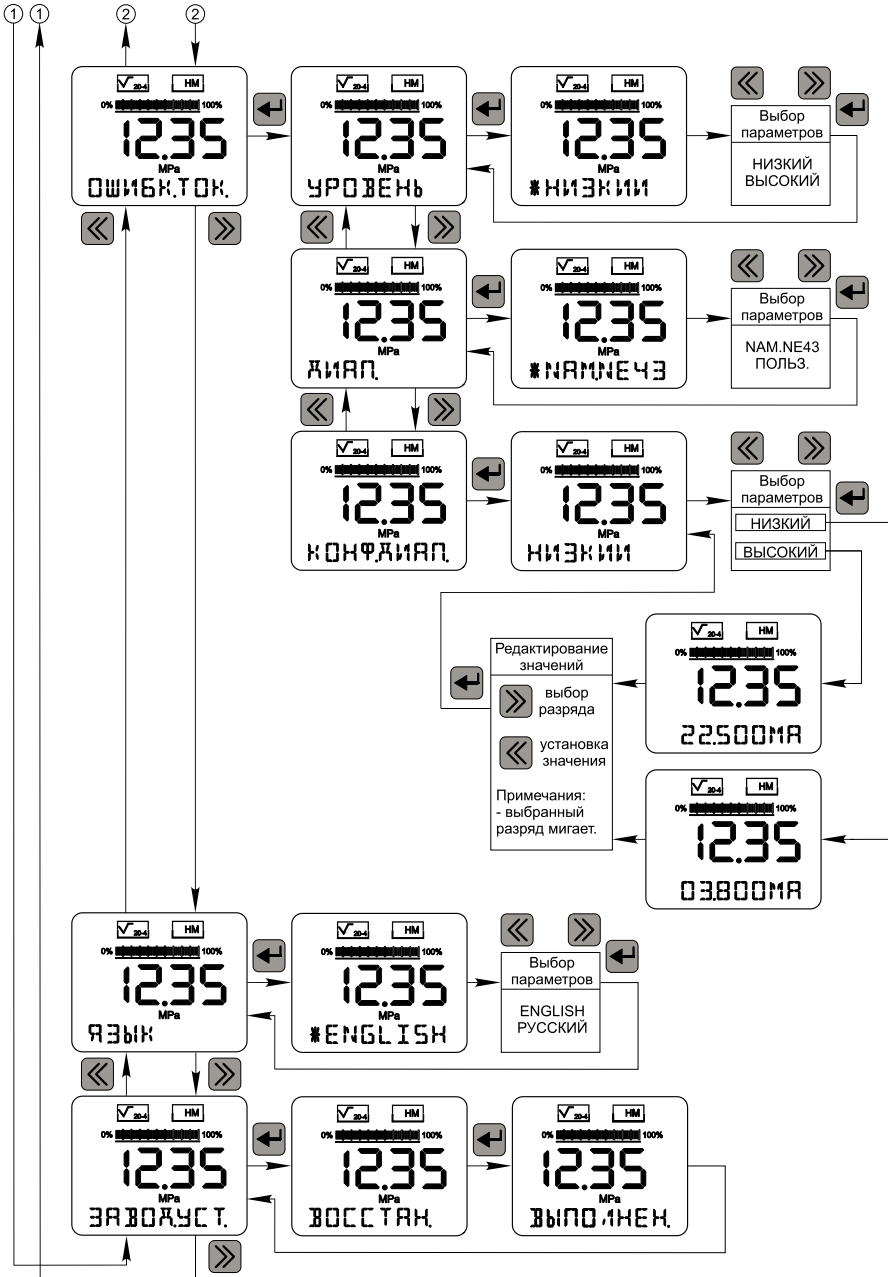 1 1 2 2
√20-4 HM √20-4 HM √20-4 HM
0% 100% 0% 100% 0% 100%
12.35 12.35 12.35
MPa MPa MPa
ОШИБК.ТОК. УРОВЕНЬ *НИЗКИИ
Выбор
параметров
НИЗКИЙ
ВЫСОКИЙ
√20-4 HM √20-4 HM
0% 100% 0% 100%
12.35 12.35
MPa MPa
ДИАП. *NAM.NE43
Выбор
параметров
NAM.NE43
ПОЛЬЗ.
√20-4 HM √20-4 HM
0% 100% 0% 100%
12.35 12.35
MPa MPa
КОНФ.ДИАП. НИЗКИИ
Выбор
параметров
НИЗКИЙ
ВЫСОКИЙ
Редактирование
значений
выбор
разряда
установка
значения
Примечания:
- выбранный
разряд мигает.
√20-4 HM
0% 100%
12.35
22.500МА
√20-4 HM
0% 100%
12.35
03.800МА
√20-4 HM √20-4 HM
0% 100% 0% 100%
12.35 12.35
MPa MPa
ЯЗЫК *ENGLISH
Выбор
параметров
ENGLISH
РУССКИЙ
√20-4 HM √20-4 HM √20-4 HM
0% 100% 0% 100% 0% 100%
12.35 12.35 12.35
MPa MPa MPa
ЗАВОД.УСТ. ВОССТАН. ВЫПОЛНЕН.